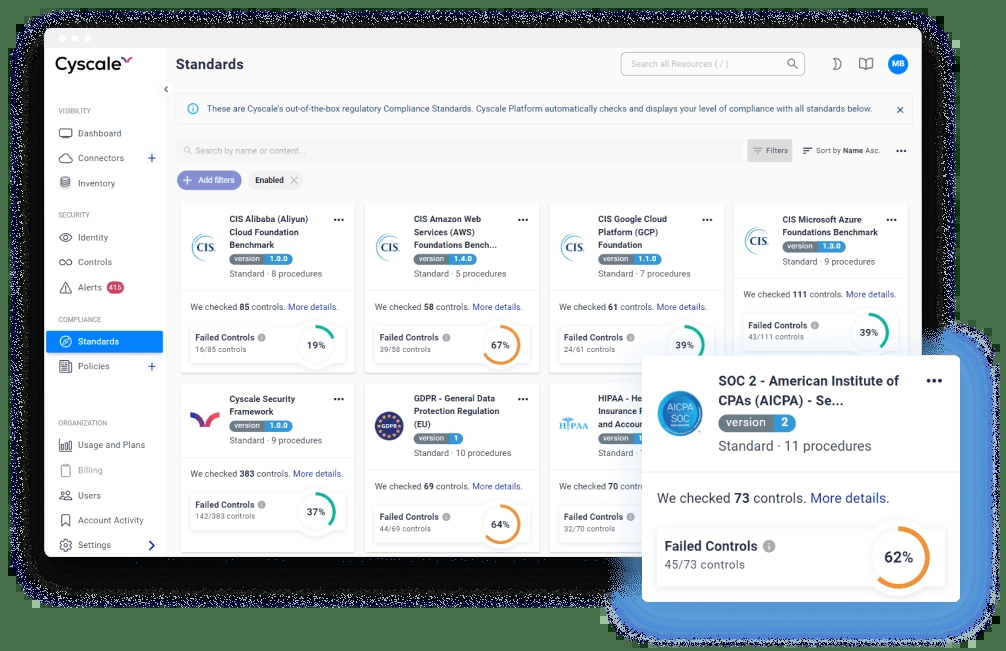 Cyscale
Standards
Search all Resources ( / )
MB
These are Cyscale's out-of-the-box regulatory Compliance Standards. Cyscale Platform automatically checks and displays your level of compliance with all standards below.
VISIBILITY
Dashboard
Connectors
Inventory
SECURITY
Identity
Controls
Alerts 415
COMPLIANCE
Standards
Policies
ORGANIZATION
Usage and Plans
Billing
Users
Account Activity
Settings
Search by name or content...
Filters
Sort by Name Asc.
Add filters
Enabled
CIS.
CIS Alibaba (Aliyun)
Cloud Foundation
Benchmark
version 1.0.0
Standard · 8 procedures
We checked 85 controls. More details.
Failed Controls
16/85 controls
19%
CIS.
CIS Amazon Web
Services (AWS)
Foundations Bench...
version 1.4.0
Standard · 5 procedures
We checked 58 controls. More details.
Failed Controls
39/58 controls
67%
CIS.
CIS Google Cloud
Platform (GCP)
Foundation
version 1.1.0
Standard · 7 procedures
We checked 61 controls. More details.
Failed Controls
24/61 controls
39%
CIS.
CIS Microsoft Azure
Foundations Benchmark
version 1.3.0
Standard · 9 procedures
We checked 111 controls. More details.
Failed Controls
43/111 controls
39%
Cyscale Security
Framework
version 1.0.0
Standard · 9 procedures
We checked 383 controls. More details.
Failed Controls
142/383 controls
37%
GDPR
GDPR - General Data
Protection Regulation
(EU)
version 1
Standard · 10 procedures
We checked 69 controls. More details.
Failed Controls
44/69 controls
64%
HIPAA
HIPAA - He
Insurance
and Accou
version
Standard ·
We checked 70 cont
Failed Controls
32/70 controls
AICPA
SOC
SOC 2 - American Institute of
CPAs (AICPA) - Se...
version 2
Standard · 11 procedures
We checked 73 controls. More details.
Failed Controls
45/73 controls
62%